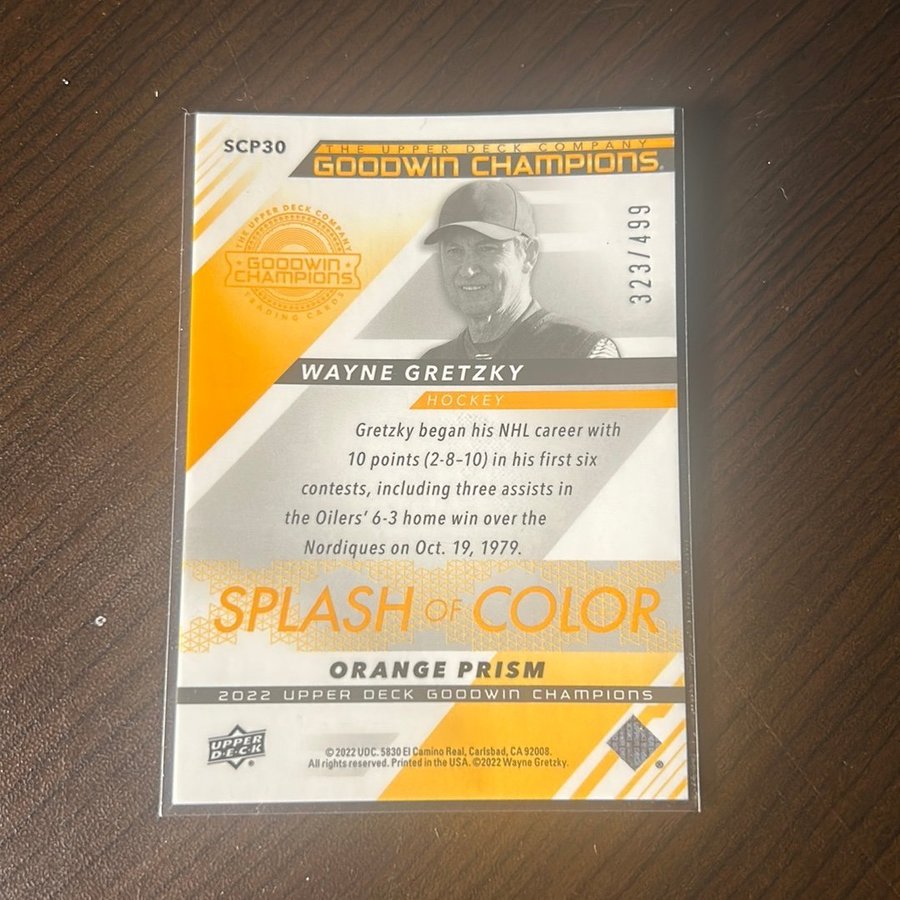 SCP30
THE UPPER DECK COMPANY
GOODWIN CHAMPIONS®
THE UPPER DECK COMPANY
GOODWIN
CHAMPIONS
TRADING CARDS
323/499
WAYNE GRETZKY
HOCKEY
Gretzky began his NHL career with
10 points (2-8–10) in his first six
contests, including three assists in
the Oilers' 6-3 home win over the
Nordiques on Oct. 19, 1979.
SPLASH OF COLOR
ORANGE PRISM
2022 UPPER DECK GOODWIN CHAMPIONS
UPPER
D·E·C·K
®
© 2022 UDC. 5830 El Camino Real, Carlsbad, CA 92008.
All rights reserved. Printed in the USA. ©2022 Wayne Gretzky.
®